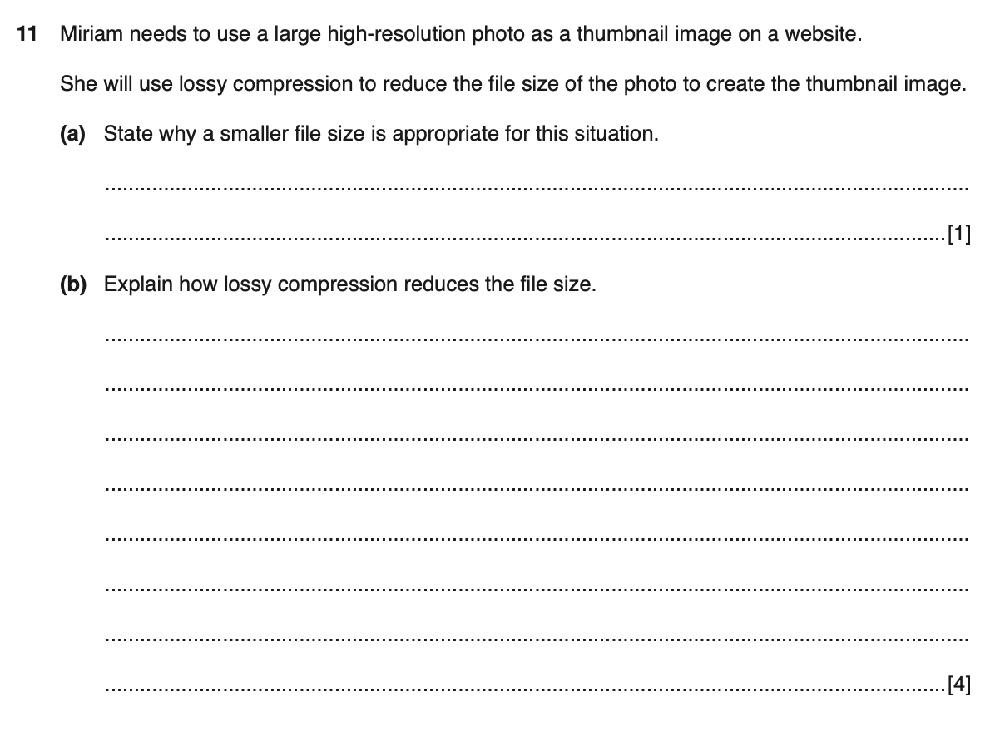 11 Miriam needs to use a large high-resolution photo as a thumbnail image on a website.
She will use lossy compression to reduce the file size of the photo to create the thumbnail image.
(a) State why a smaller file size is appropriate for this situation.
[1]
(b) Explain how lossy compression reduces the file size.
[4]